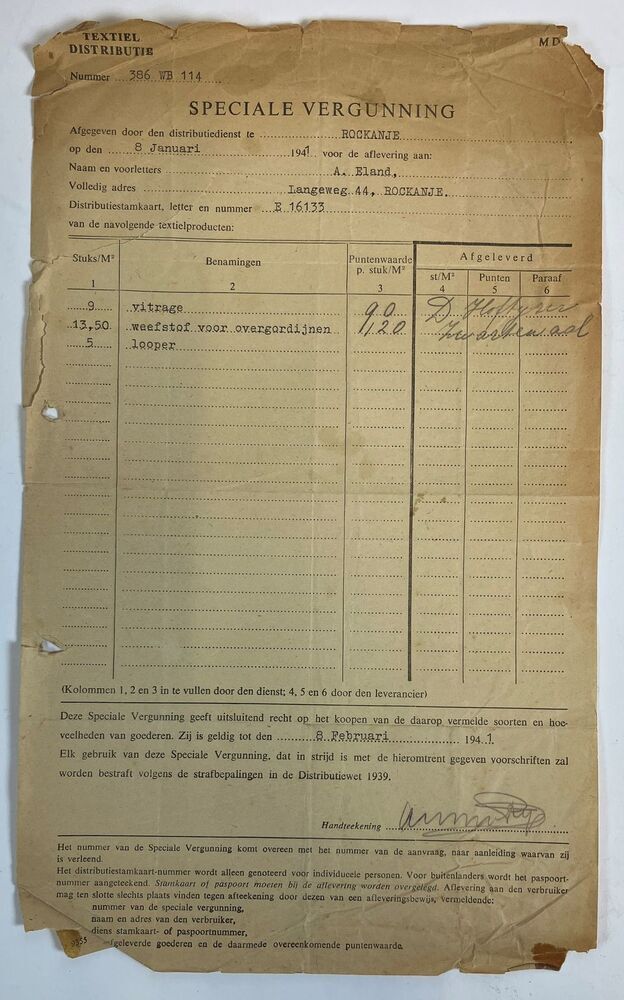 TEXTIEL MD
DISTRIBUTIE
Nummer 386 WB 114
SPECIALE VERGUNNING
Afgegeven door den distributiedienst te ROCKANJE
op den 8 Januari 1941 voor de aflevering aan:
Naam en voorletters A. Eland,
Volledig adres Langeweg 44, ROCKANJE.
Distributiestamkaart, letter en nummer E 16133
van de navolgende textielproducten:
Stuks/M² Benamingen Puntenwaarde p. stuk/M² Afgeleverd
st/M² Punten Paraaf
1 2 3 4 5 6
9 vitrage 90 D
13,50 weefstof voor overgordijnen 120 Zwartewaal
5 looper
(Kolommen 1, 2 en 3 in te vullen door den dienst; 4, 5 en 6 door den leverancier)
Deze Speciale Vergunning geeft uitsluitend recht op het koopen van de daarop vermelde soorten en hoe-
veelheden van goederen. Zij is geldig tot den 8 Februari 1941.
Elk gebruik van deze Speciale Vergunning, dat in strijd is met de hieromtrent gegeven voorschriften zal
worden bestraft volgens de strafbepalingen in de Distributiewet 1939.
Handteekening
Het nummer van de Speciale Vergunning komt overeen met het nummer van de aanvraag, naar aanleiding waarvan zij
is verleend.
Het distributiestamkaart-nummer wordt alleen genoteerd voor individueele personen. Voor buitenlanders wordt het paspoort-
nummer aangeteekend. Stamkaart of paspoort moeten bij de aflevering worden overgelegd. Aflevering aan den verbruiker
mag ten slotte slechts plaats vinden tegen afteekening door dezen van een afleveringsbewijs, vermeldende:
nummer van de speciale vergunning,
naam en adres van den verbruiker,
diens stamkaart- of paspoortnummer,
afgeleverde goederen en de daarmede overeenkomende puntenwaarde.